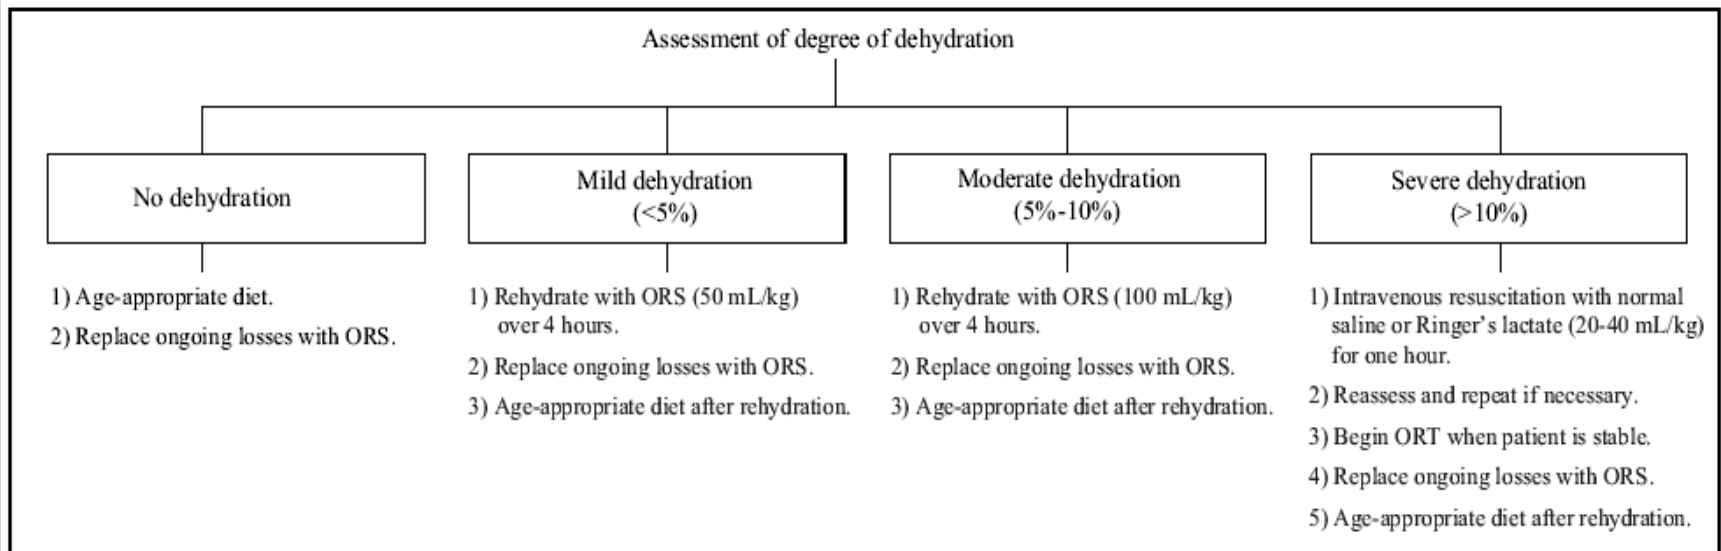 Assessment of degree of dehydration
No dehydration
1) Age-appropriate diet.
2) Replace ongoing losses with ORS.
Mild dehydration
(<5%)
1) Rehydrate with ORS (50 mL/kg)
over 4 hours.
2) Replace ongoing losses with ORS.
3) Age-appropriate diet after rehydration.
Moderate dehydration
(5%-10%)
1) Rehydrate with ORS (100 mL/kg)
over 4 hours.
2) Replace ongoing losses with ORS.
3) Age-appropriate diet after rehydration.
Severe dehydration
(>10%)
1) Intravenous resuscitation with normal
saline or Ringer's lactate (20-40 mL/kg)
for one hour.
2) Reassess and repeat if necessary.
3) Begin ORT when patient is stable.
4) Replace ongoing losses with ORS.
5) Age-appropriate diet after rehydration.